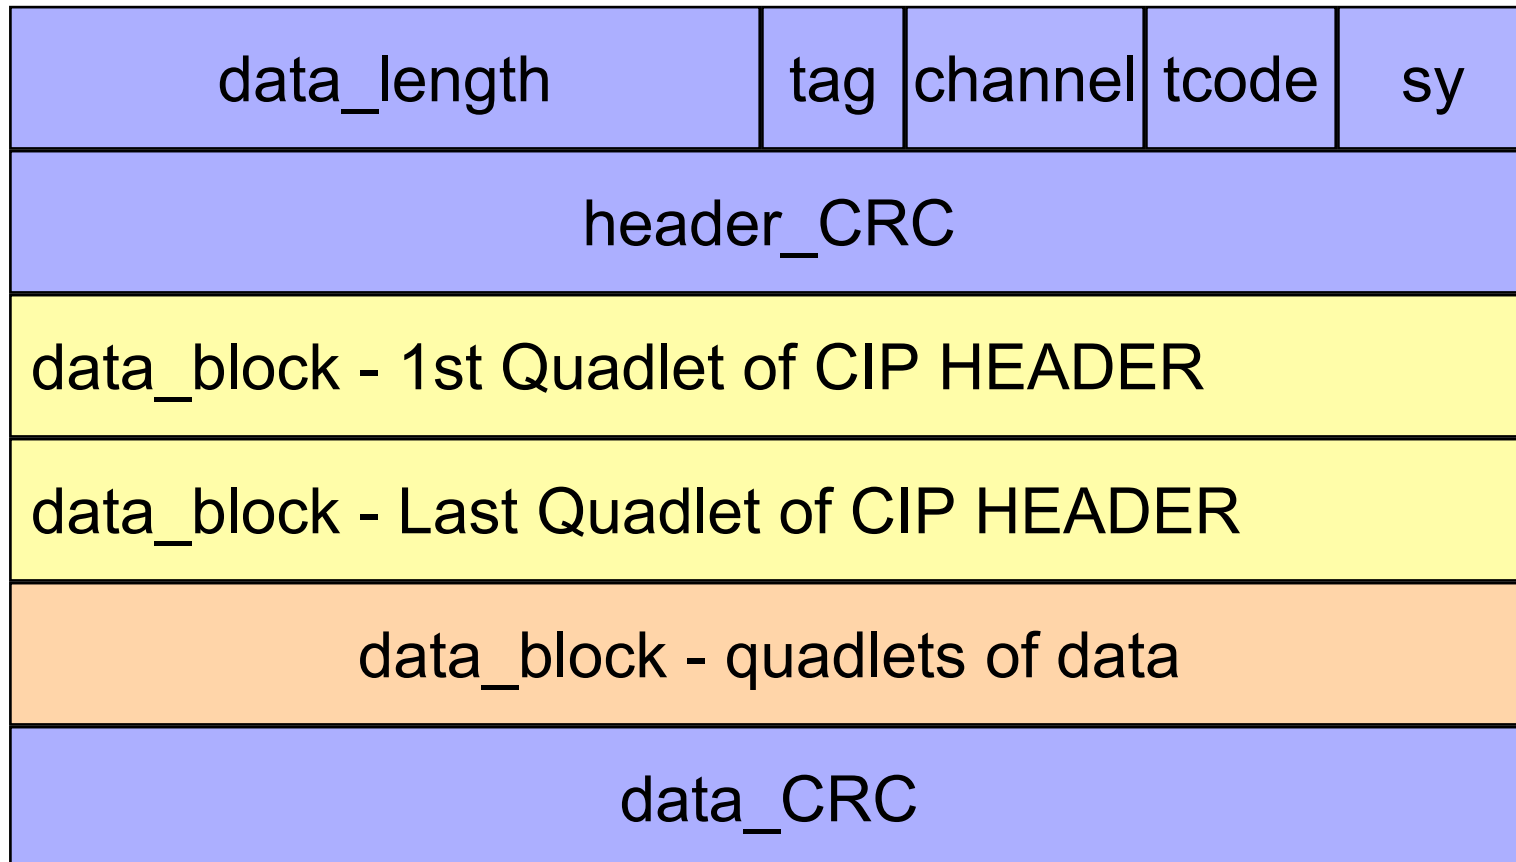 data_length tag channel tcode sy
header_CRC
data_block - 1st Quadlet of CIP HEADER
data_block - Last Quadlet of CIP HEADER
data_block - quadlets of data
data_CRC